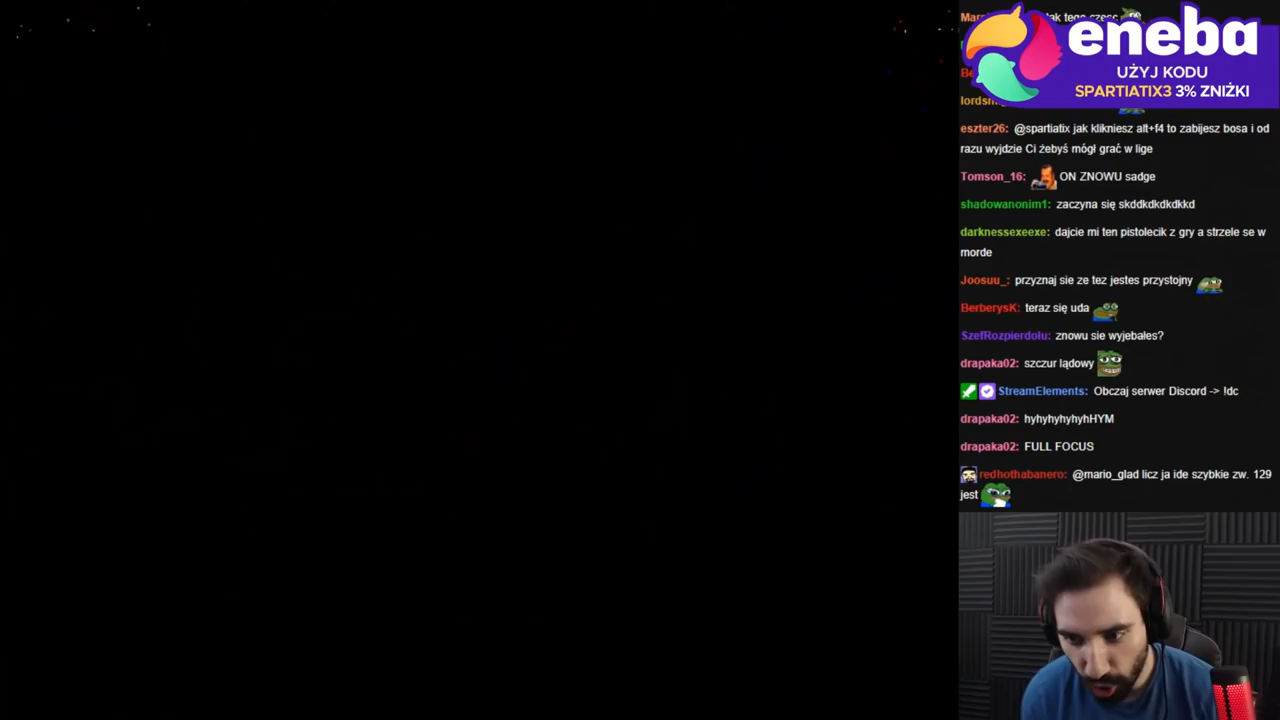 eneba
UŻYJ KODU
SPARTIATIX3 3% ZNIŻKI
eszter26: @spartiatix jak klikniesz alt+f4 to zabijesz bosa i od
razu wyjdzie Ci żebyś mógł grać w lige
Tomson_16: ON ZNOWU sadge
shadowanonim1: zaczyna się skddkdkdkdkkd
darknessexeexe: dajcie mi ten pistolecik z gry a strzele se w
morde
Joosuu_: przyznaj sie ze tez jestes przystojny
BerberysK: teraz się uda
SzefRozpierdolu: znowu sie wyjebałes?
drapaka02: szczur lądowy
StreamElements: Obczaj serwer Discord -> !dc
drapaka02: hyhyhyhyhyhHYM
drapaka02: FULL FOCUS
redhothabanero: @mario_glad licz ja ide szybkie zw. 129
jest